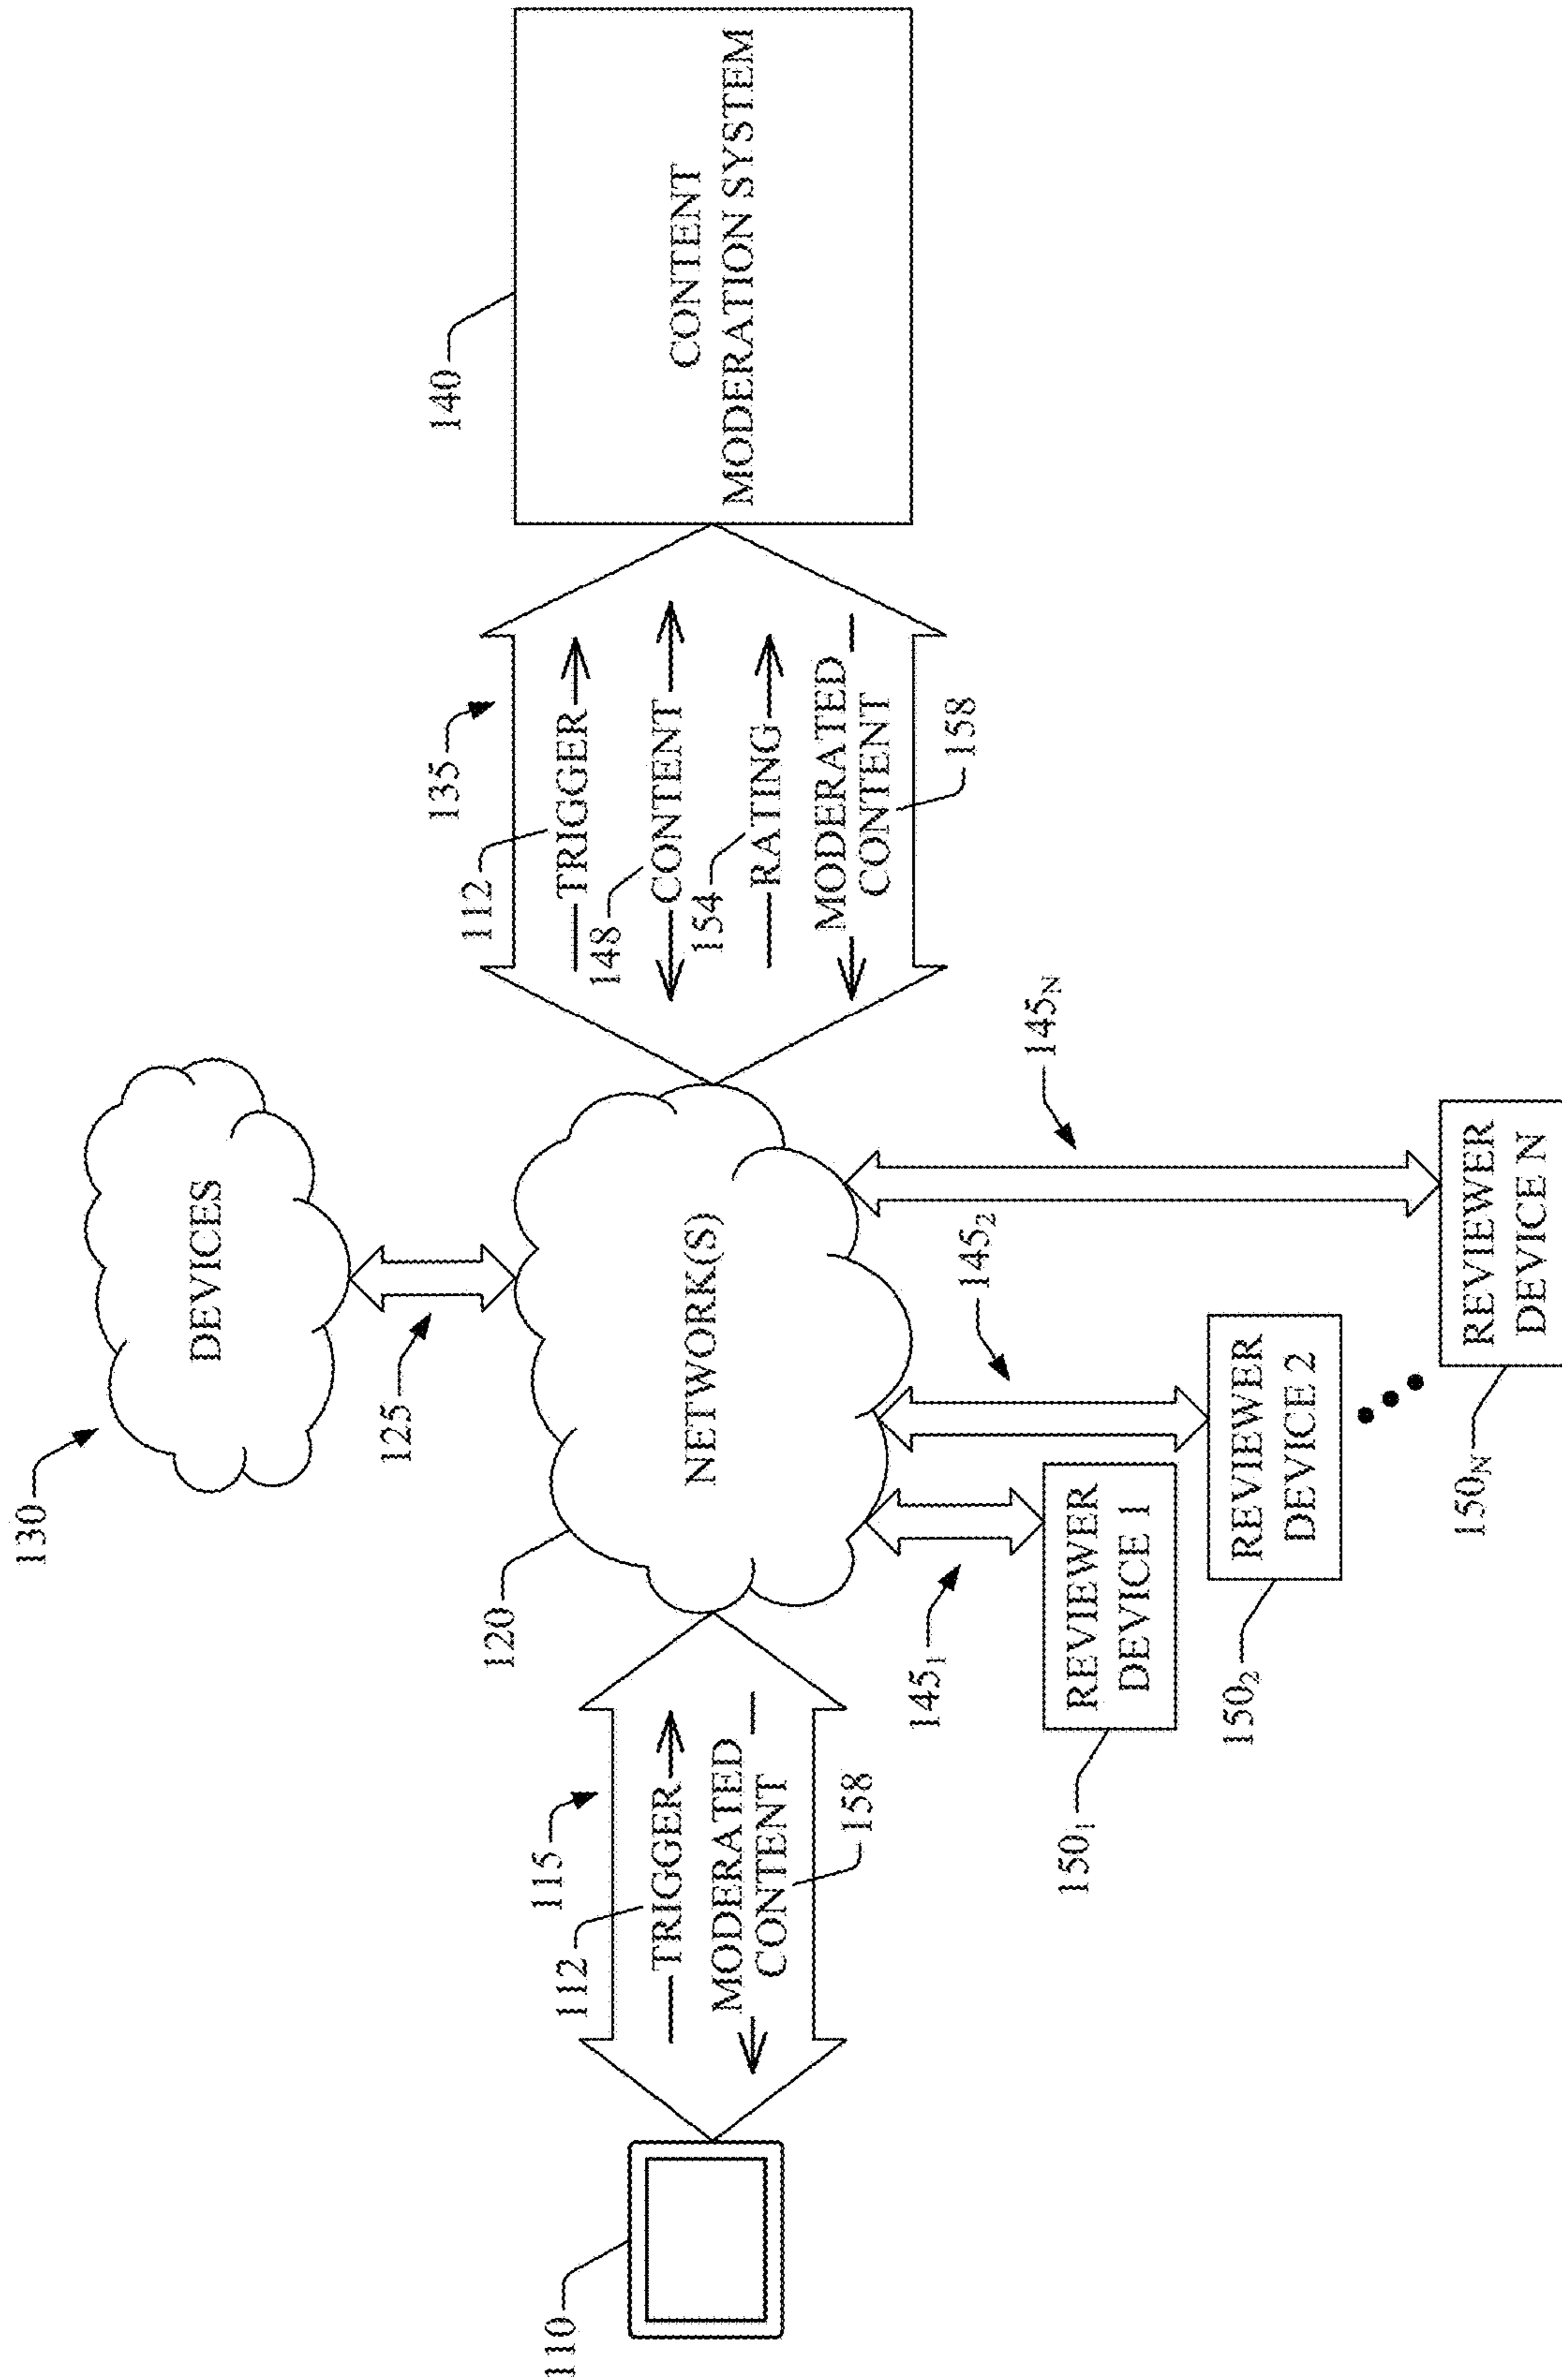 130
DEVICES
125
120
NETWORK(S)
110
115
112
TRIGGER
MODERATED
CONTENT
158
135
112
TRIGGER
148
CONTENT
154
RATING
MODERATED
CONTENT
158
140
CONTENT
MODERATION SYSTEM
145₁
REVIEWER
DEVICE 1
150₁
145₂
REVIEWER
DEVICE 2
150₂
145N
REVIEWER
DEVICE N
150N